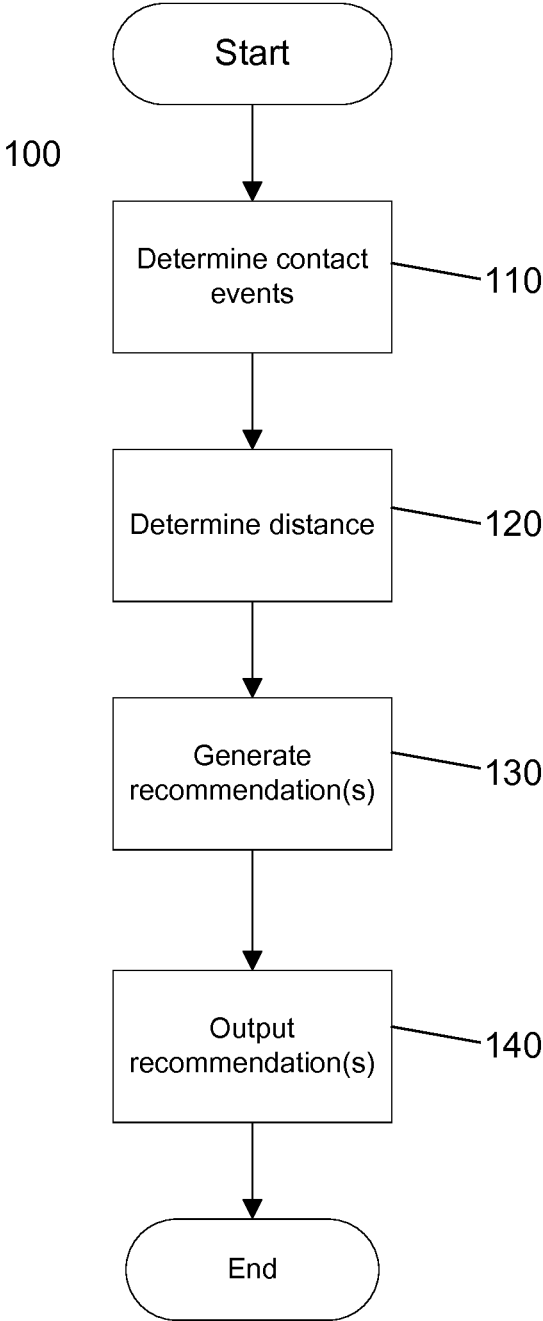 Start
100
Determine contact
events
110
Determine distance
120
Generate
recommendation(s)
130
Output
recommendation(s)
140
End